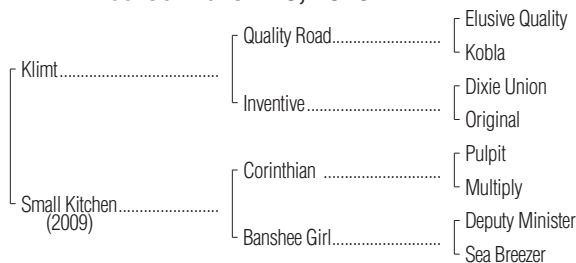 Elusive Quality
Quality Road
Kobla
Klimt
Dixie Union
Inventive
Original
Pulpit
Corinthian
Multiply
Small Kitchen
(2009)
Deputy Minister
Banshee Girl
Sea Breezer